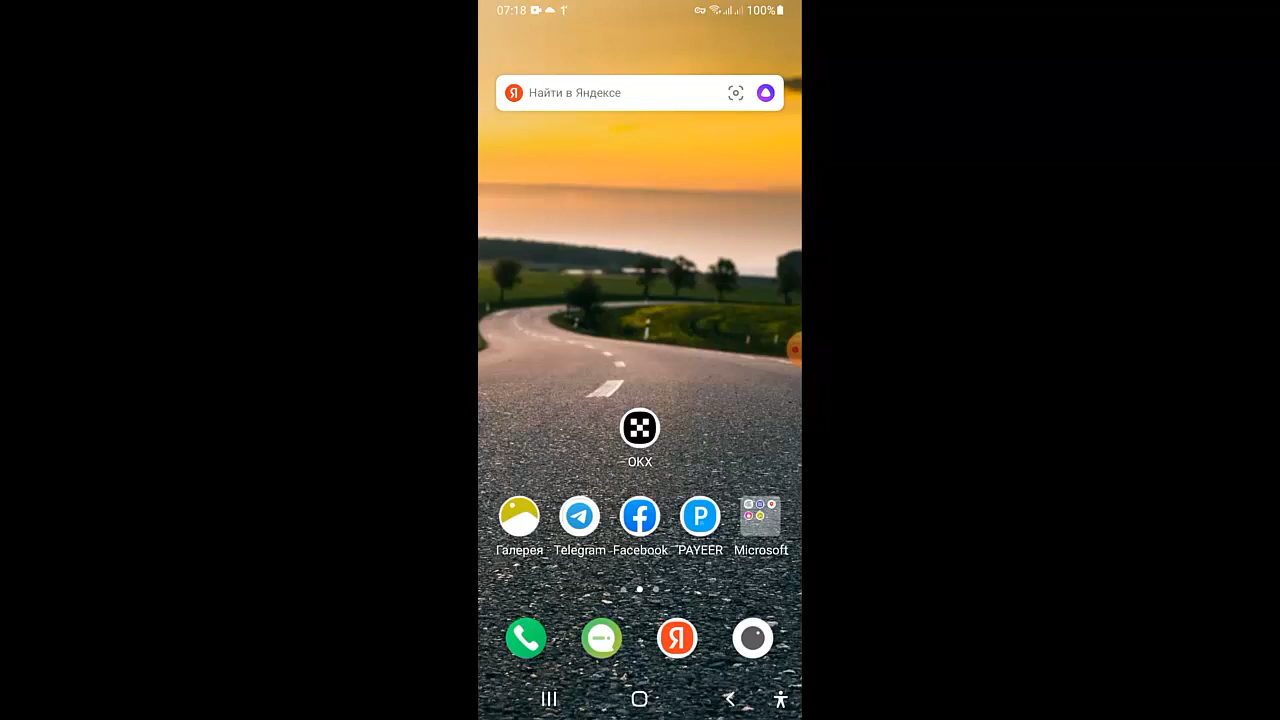 07:18 100%
Я Найти в Яндексе
OKX
Галерея Telegram Facebook PAYEER Microsoft
Я